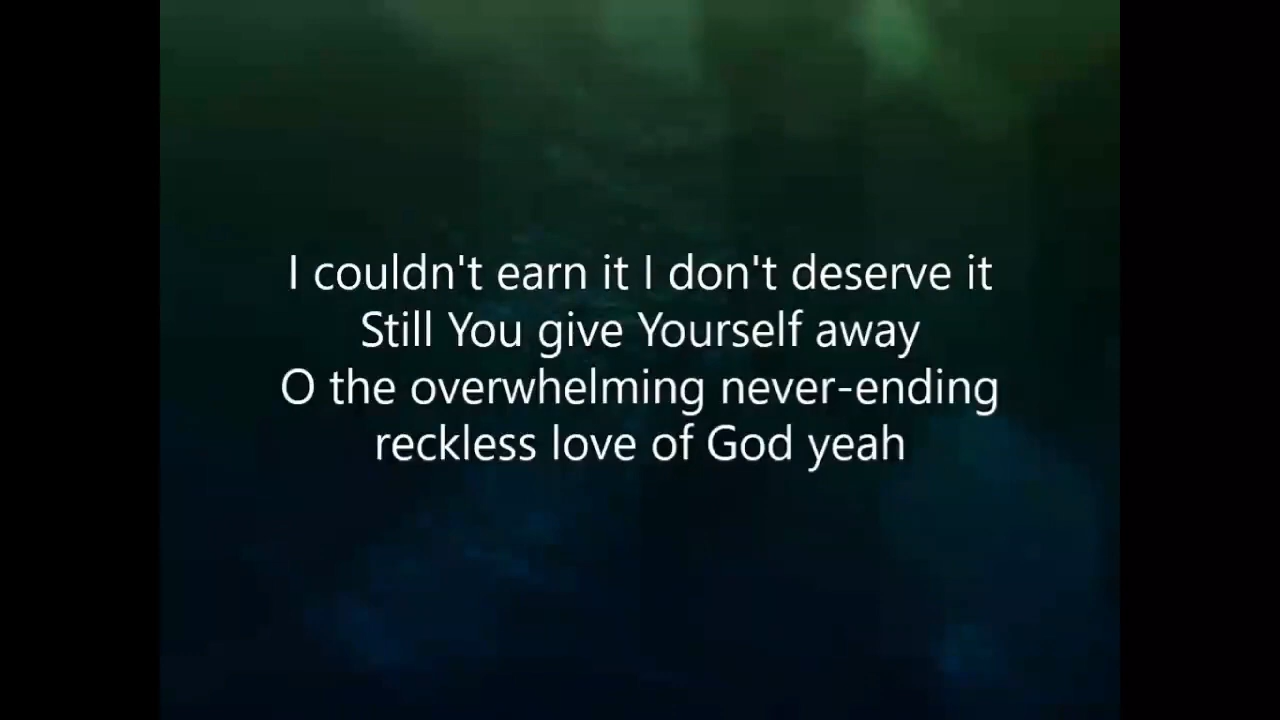 I couldn't earn it I don't deserve it
Still You give Yourself away
O the overwhelming never-ending
reckless love of God yeah